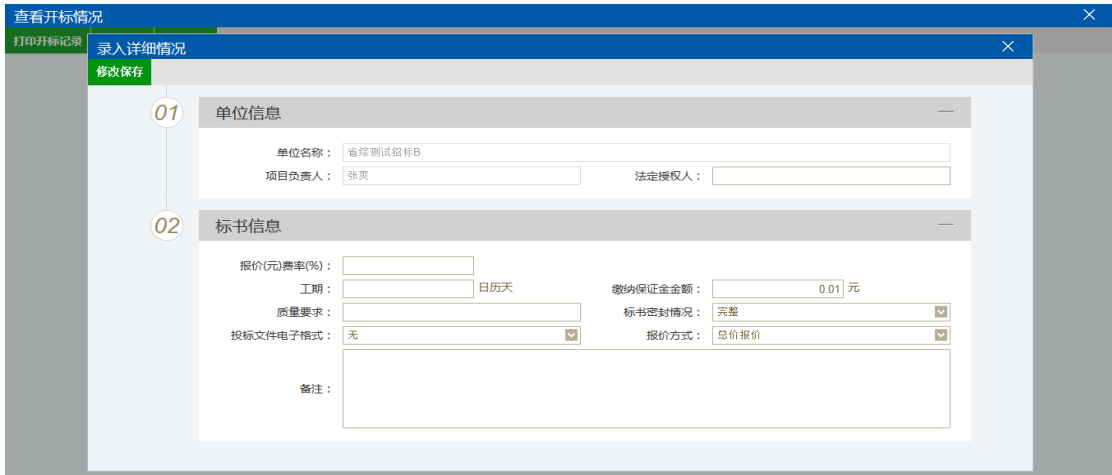 查看开标情况
打印开标记录
录入详细情况
修改保存
01 单位信息
单位名称： 省综测试招标B
项目负责人： 张爽 法定授权人：
02 标书信息
报价(元)费率(%)：
工期： 日历天 缴纳保证金金额： 0.01 元
质量要求： 标书密封情况： 完整
投标文件电子格式： 无 报价方式： 总价报价
备注：